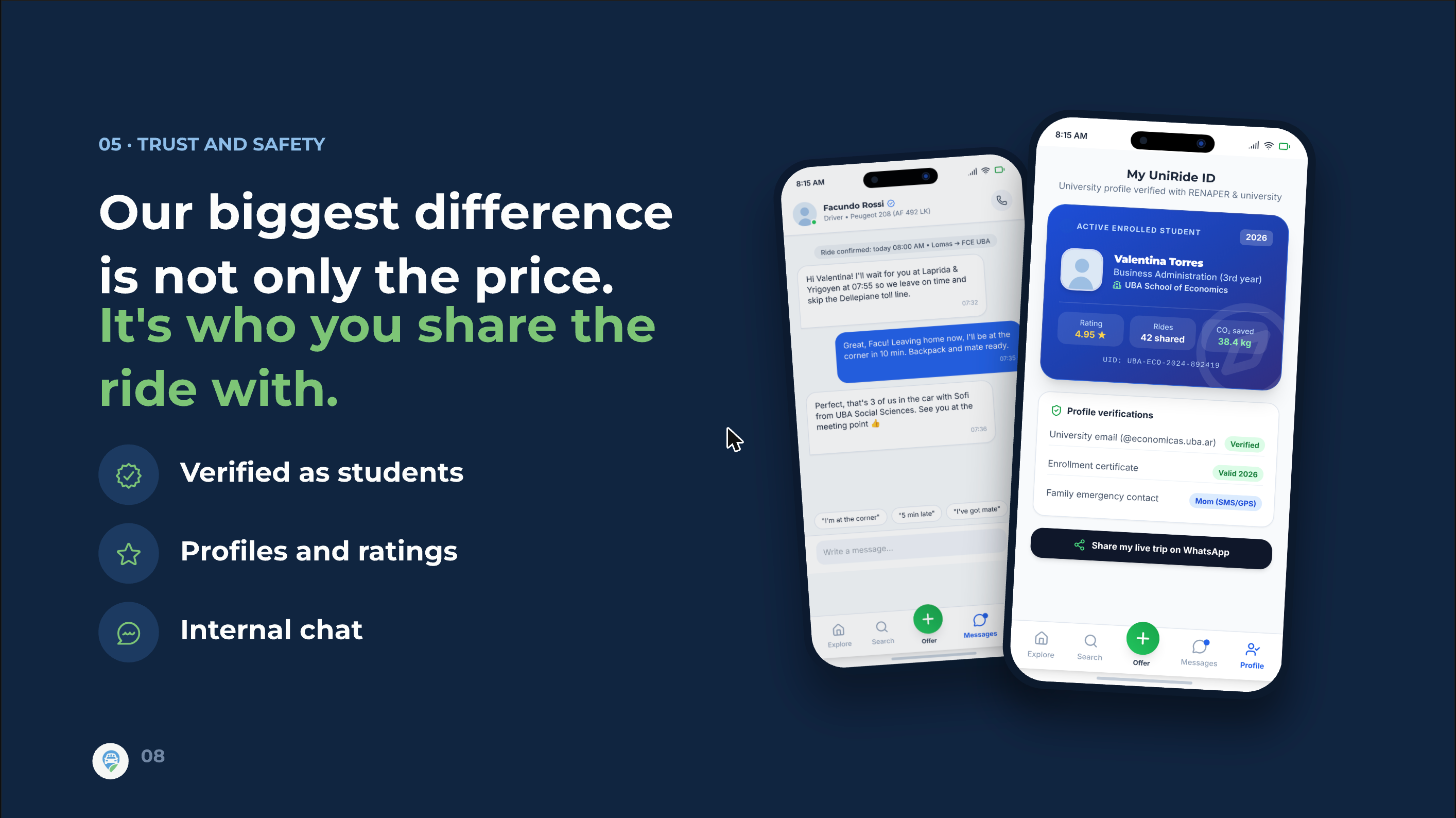 05 · TRUST AND SAFETY
Our biggest difference
is not only the price.
It's who you share the
ride with.
Verified as students
Profiles and ratings
Internal chat
08
8:15 AM
Facundo Rossi
Driver • Peugeot 208 (AF 492 LK)
Ride confirmed: today 08:00 AM • Lomas → FCE UBA
Hi Valentina! I'll wait for you at Laprida &
Yrigoyen at 07:55 so we leave on time and
skip the Dellepiane toll line.
07:32
Great, Facu! Leaving home now, I'll be at the
corner in 10 min. Backpack and mate ready.
07:35
Perfect, that's 3 of us in the car with Sofi
from UBA Social Sciences. See you at the
meeting point 👍
07:36
"I'm at the corner"
"5 min late"
"I've got mate"
Write a message...
Explore
Search
Offer
Messages
8:15 AM
My UniRide ID
University profile verified with RENAPER & university
ACTIVE ENROLLED STUDENT
2026
Valentina Torres
Business Administration (3rd year)
UBA School of Economics
Rating
4.95 ★
Rides
42 shared
CO₂ saved
38.4 kg
UID: UBA-ECO-2024-892419
Profile verifications
University email (@economicas.uba.ar)
Verified
Enrollment certificate
Valid 2026
Family emergency contact
Mom (SMS/GPS)
Share my live trip on WhatsApp
Explore
Search
Offer
Messages
Profile